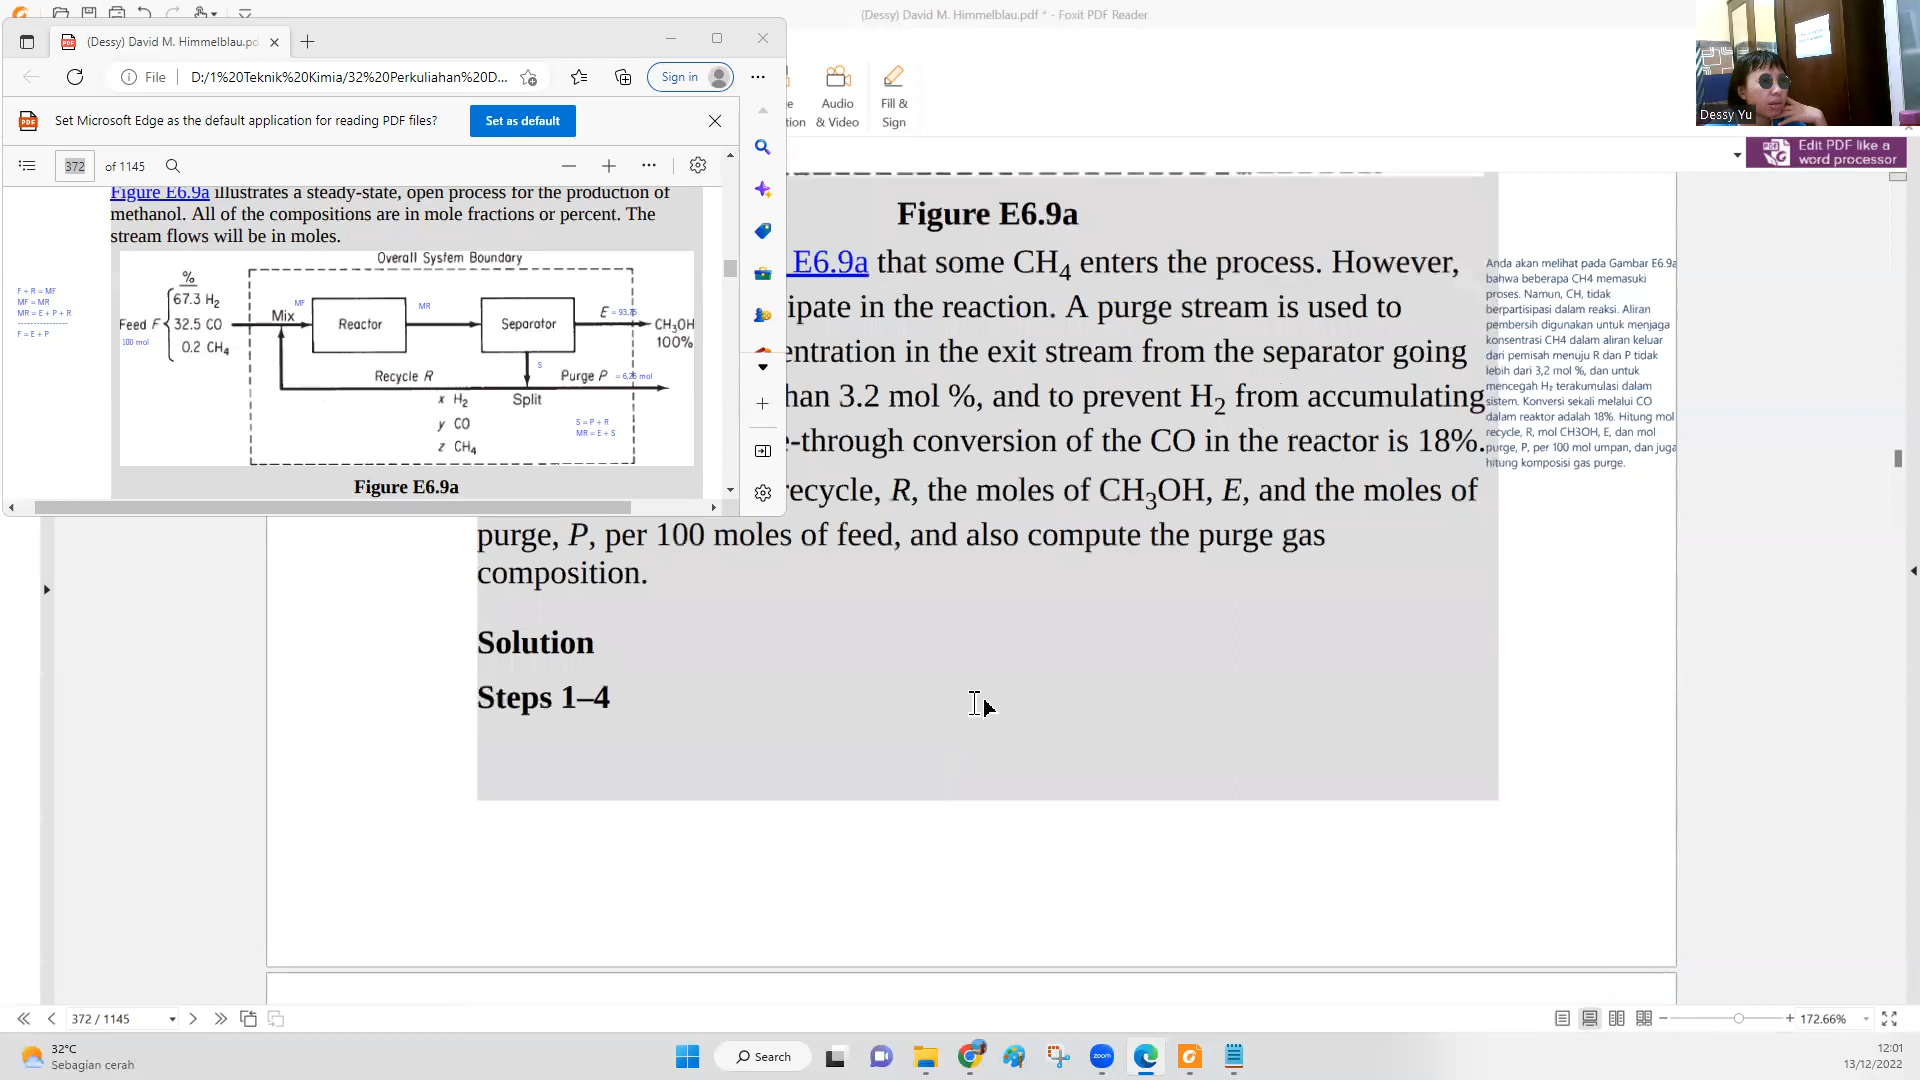 (Dessy) David M. Himmelblau.pdf * - Foxit PDF Reader
(Dessy) David M. Himmelblau.pd
File
D:/1%20Teknik%20Kimia/32%20Perkuliahan%20D...
Sign in
Set Microsoft Edge as the default application for reading PDF files?
Set as default
372 of 1145
Figure E6.9a illustrates a steady-state, open process for the production of
methanol. All of the compositions are in mole fractions or percent. The
stream flows will be in moles.
F + R = MF
MF = MR
MR = E + P + R
------------------
F = E + P
Overall System Boundary
%
67.3 H2
Feed F
32.5 CO
0.2 CH4
100 mol
Mix
MF
Reactor
MR
Separator
E
= 93,75
CH3OH
100%
S
Recycle R
Purge P
= 6,25 mol
Split
x H2
y CO
z CH4
S = P + R
MR = E + S
Figure E6.9a
Audio
& Video
Fill &
Sign
Dessy Yu
Edit PDF like a
word processor
Figure E6.9a
E6.9a that some CH4 enters the process. However,
ipate in the reaction. A purge stream is used to
entration in the exit stream from the separator going
han 3.2 mol %, and to prevent H2 from accumulating
e-through conversion of the CO in the reactor is 18%.
recycle, R, the moles of CH3OH, E, and the moles of
purge, P, per 100 moles of feed, and also compute the purge gas
composition.
Solution
Steps 1–4
Anda akan melihat pada Gambar E6.9a
bahwa beberapa CH4 memasuki
proses. Namun, CH, tidak
berpartisipasi dalam reaksi. Aliran
pembersih digunakan untuk menjaga
konsentrasi CH4 dalam aliran keluar
dari pemisah menuju R dan P tidak
lebih dari 3,2 mol %, dan untuk
mencegah H₂ terakumulasi dalam
sistem. Konversi sekali melalui CO
dalam reaktor adalah 18%. Hitung mol
recycle, R, mol CH3OH, E, dan mol
purge, P, per 100 mol umpan, dan juga
hitung komposisi gas purge.
372 / 1145
172.66%
32°C
Sebagian cerah
Search
zoom
12:01
13/12/2022